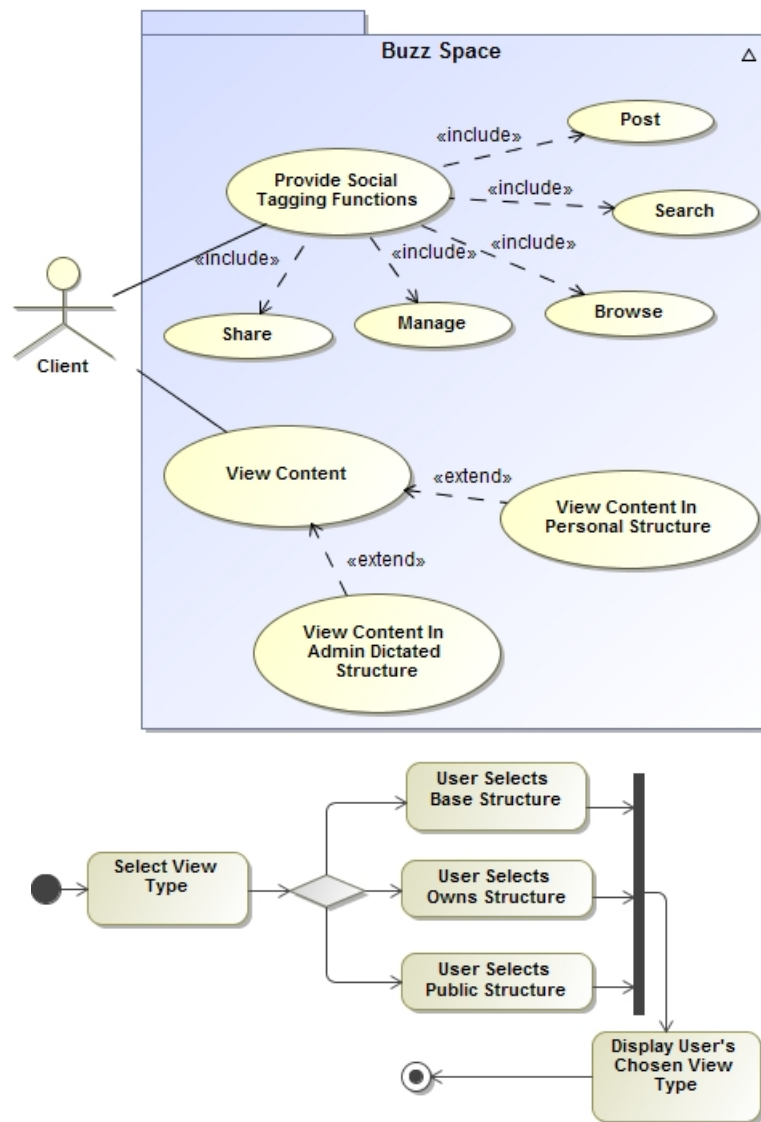 Buzz Space
Post
«include»
Provide Social
Tagging Functions
«include»
Search
«include»
«include»
Share
Manage
Browse
Client
View Content
«extend»
View Content In
Personal Structure
«extend»
View Content In
Admin Dictated
Structure
User Selects
Base Structure
Select View
Type
User Selects
Owns Structure
User Selects
Public Structure
Display User's
Chosen View
Type